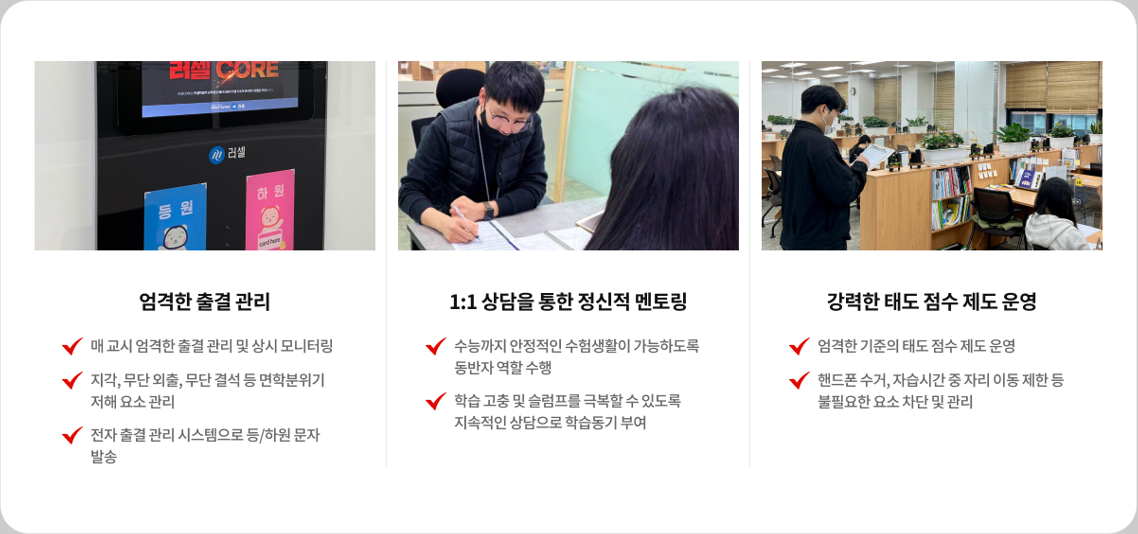 러셀 CORE
러셀
등 원
하 원
card here
엄격한 출결 관리
매 교시 엄격한 출결 관리 및 상시 모니터링
지각, 무단 외출, 무단 결석 등 면학분위기
저해 요소 관리
전자 출결 관리 시스템으로 등/하원 문자
발송
1:1 상담을 통한 정신적 멘토링
수능까지 안정적인 수험생활이 가능하도록
동반자 역할 수행
학습 고충 및 슬럼프를 극복할 수 있도록
지속적인 상담으로 학습동기 부여
강력한 태도 점수 제도 운영
엄격한 기준의 태도 점수 제도 운영
핸드폰 수거, 자습시간 중 자리 이동 제한 등
불필요한 요소 차단 및 관리